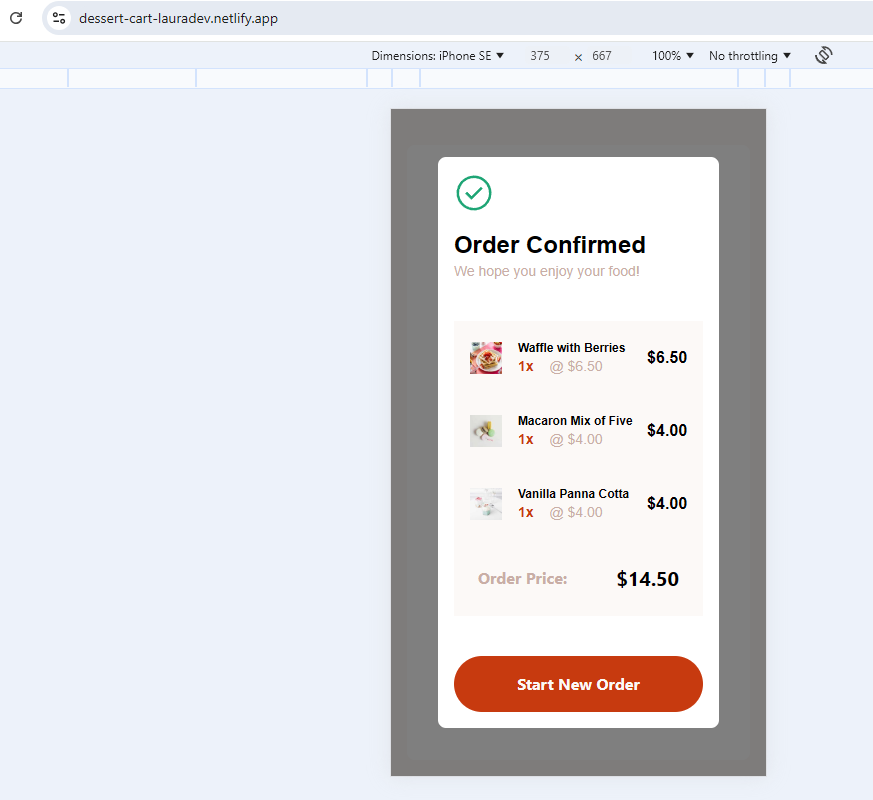 dessert-cart-lauradev.netlify.app
Dimensions: iPhone SE 375 × 667 100% No throttling
Order Confirmed
We hope you enjoy your food!
Waffle with Berries
1x @ $6.50
$6.50
Macaron Mix of Five
1x @ $4.00
$4.00
Vanilla Panna Cotta
1x @ $4.00
$4.00
Order Price: $14.50
Start New Order